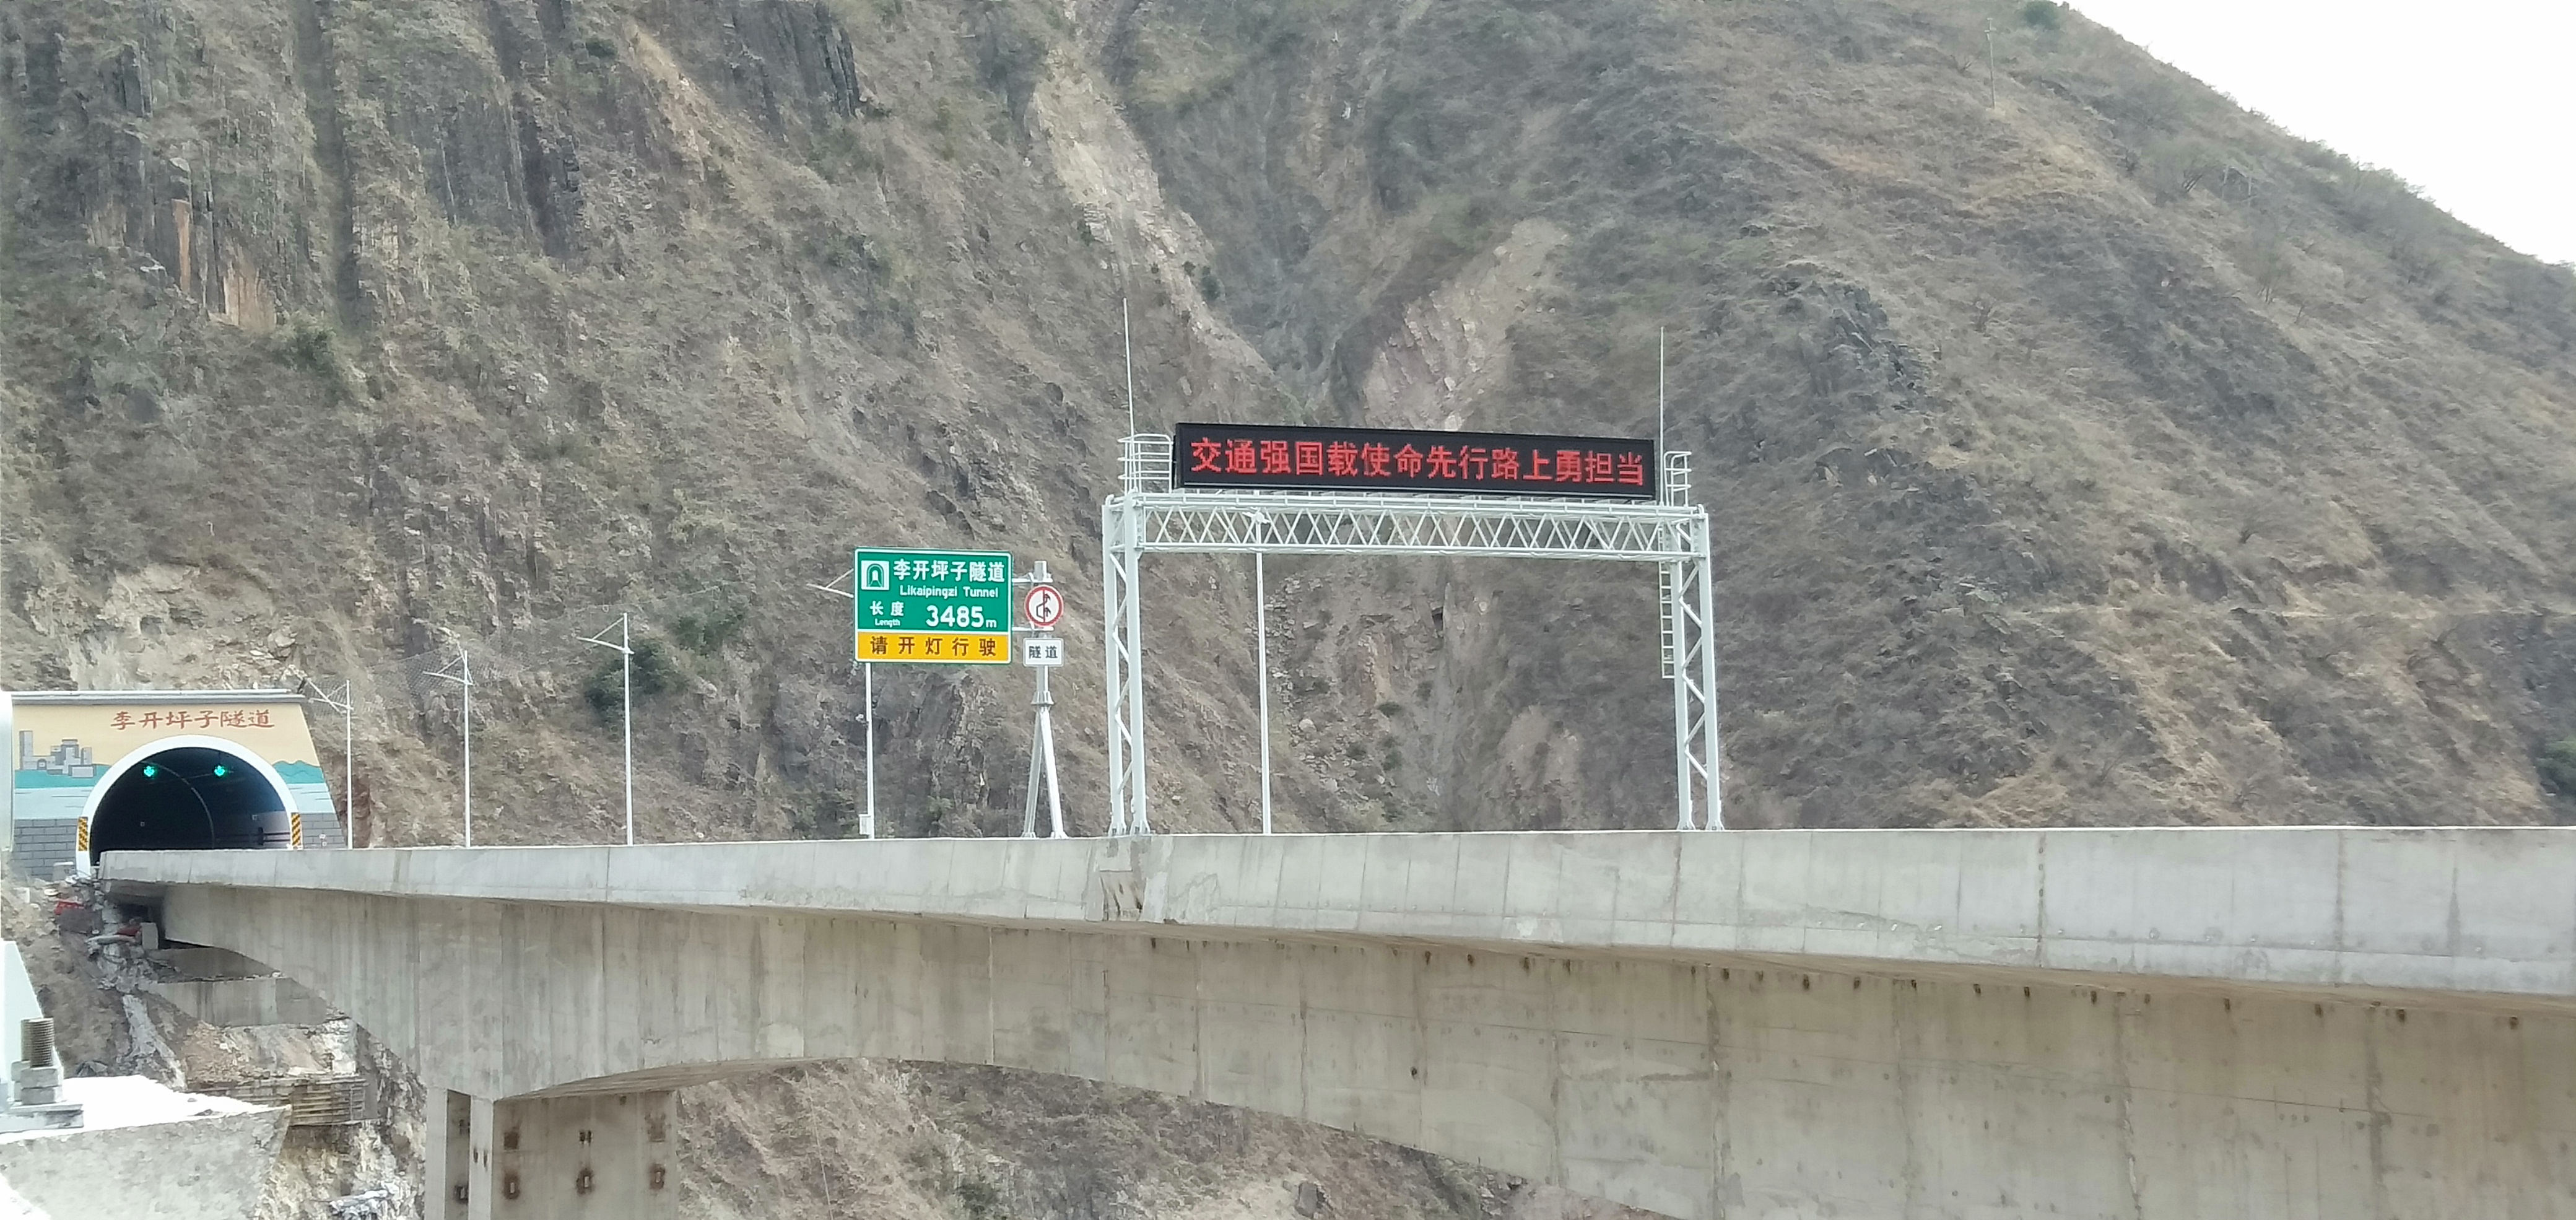 交通强国载使命先行路上勇担当
李开坪子隧道
Likaipingzi Tunnel
长度 3485m
Length
请开灯行驶
隧道
李开坪子隧道